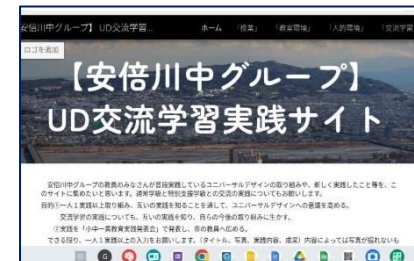 安倍川中グループ】 UD交流学習...
ホーム 「授業」 「教室環境」 「人的環境」 「交流学習
ロゴを追加
【安倍川中グループ】
UD交流学習実践サイト
安倍川中グループの教員のみなさんが普段実践しているユニバーサルデザインの取り組みや、新しく実践したこと等を、こ
のサイトに集めたいと思います。通常学級と特別支援学級との交流の実践についてもお願いします。
目的①一人1実践以上取り組み、互いの実践を知ることを通して、ユニバーサルデザインへの意識を高める。
交流学習の実践についても、互いの実践を知り、自らの今後の取り組みに生かす。
②実践を「小中一貫教育実践発表会」で発表し、市の教員へ広める。
できる限り、一人1実践以上の入力をお願いします。(タイトル、写真、実践内容、成果)内容によっては写真が撮れないも